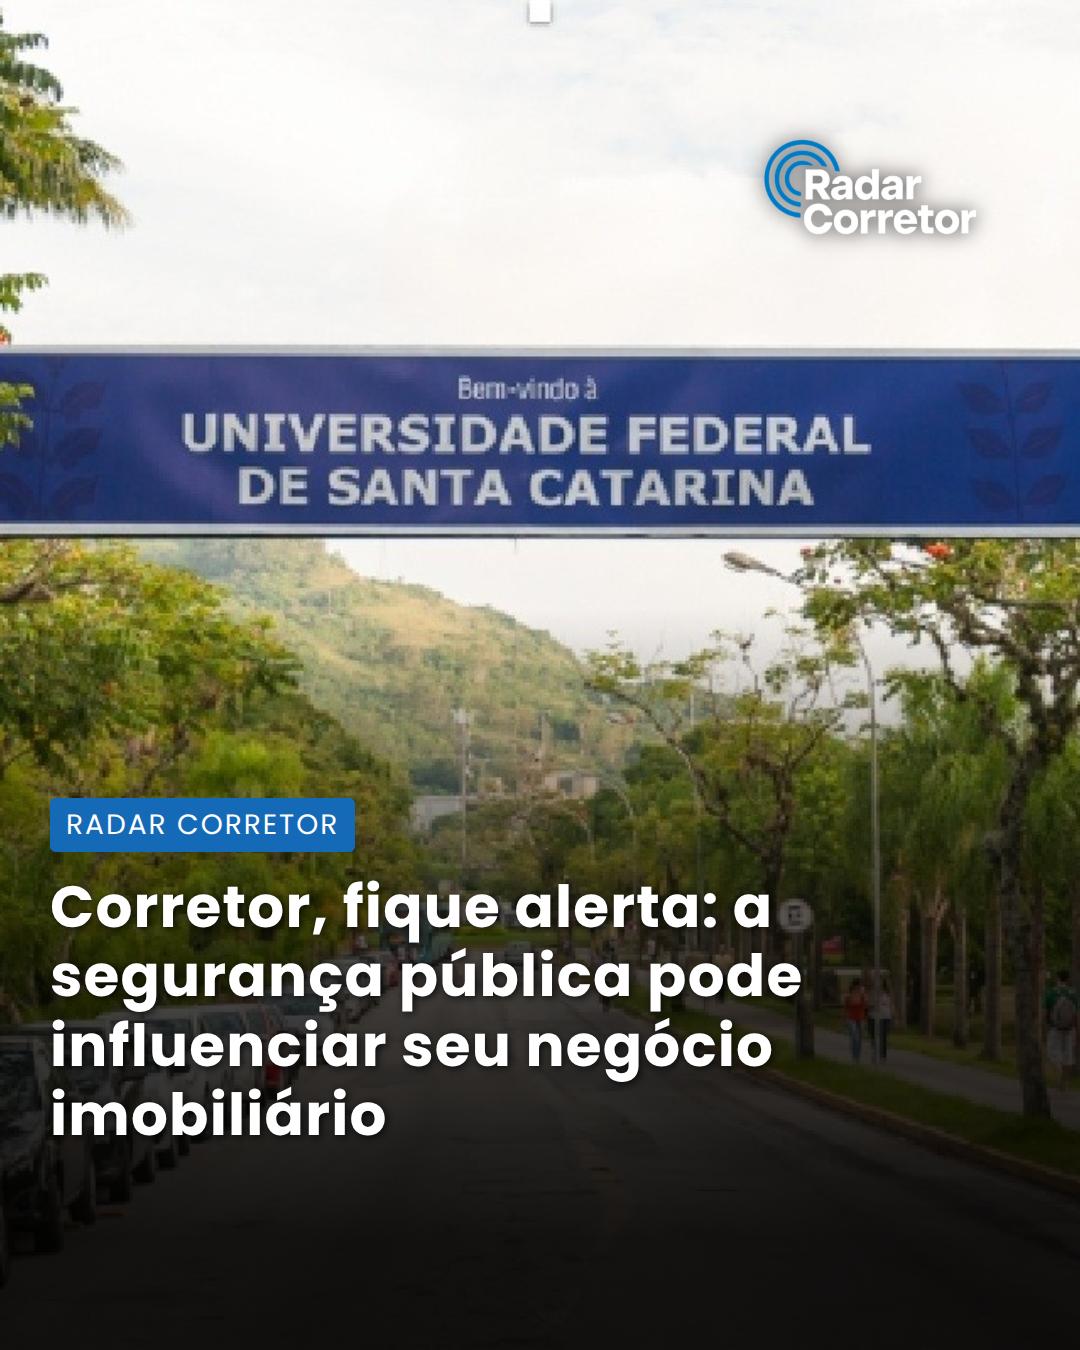 Radar
Corretor
Bem-vindo à
UNIVERSIDADE FEDERAL
DE SANTA CATARINA
RADAR CORRETOR
Corretor, fique alerta: a
segurança pública pode
influenciar seu negócio
imobiliário